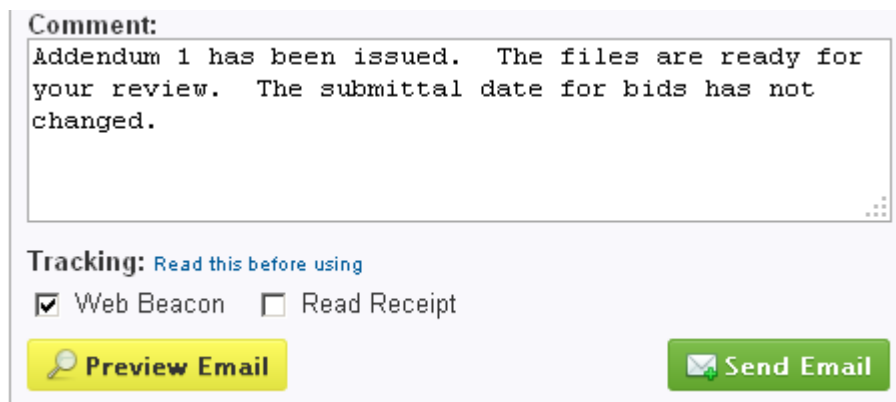 Comment:
Addendum 1 has been issued.  The files are ready for
your review.  The submittal date for bids has not
changed.
Tracking: Read this before using
Web Beacon Read Receipt
Preview Email Send Email